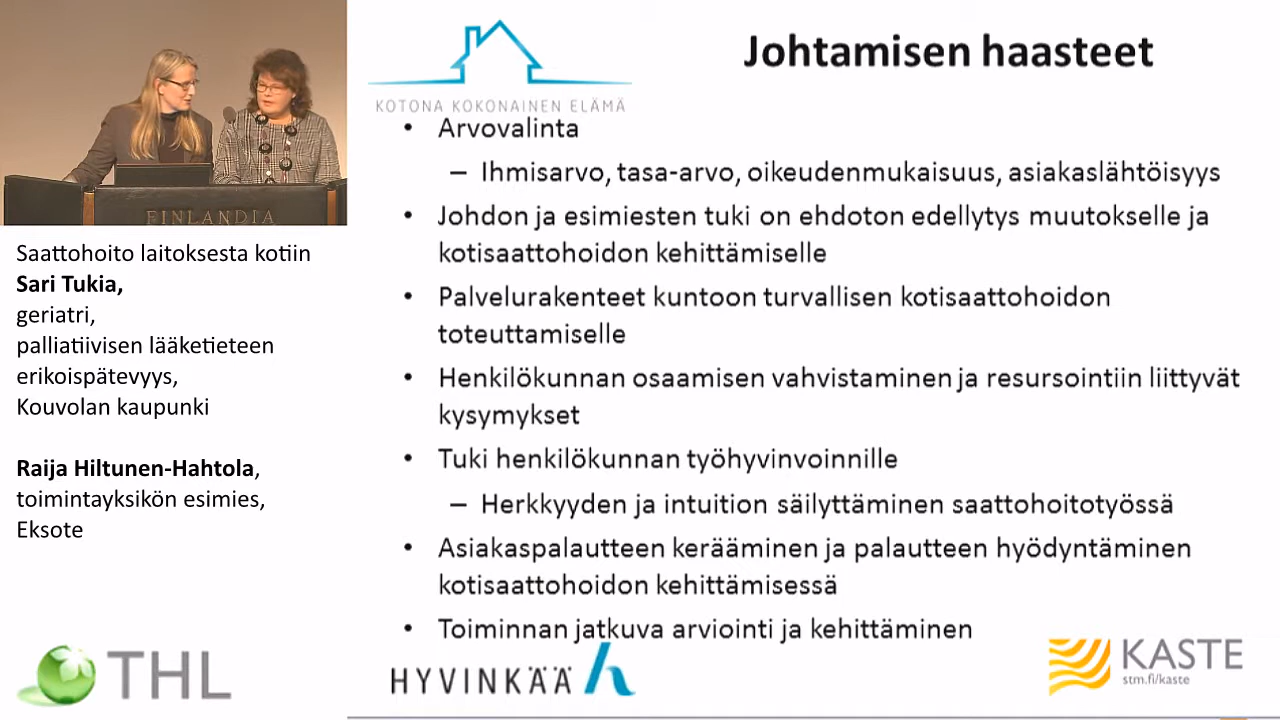 FINLANDIA
Saattohoito laitoksesta kotiin
Sari Tukia,
geriatri,
palliatiivisen lääketieteen
erikoispätevyys,
Kouvolan kaupunki
Raija Hiltunen-Hahtola,
toimintayksikön esimies,
Eksote
THL
KOTONA KOKONAINEN ELÄMÄ
Johtamisen haasteet
• Arvovalinta
– Ihmisarvo, tasa-arvo, oikeudenmukaisuus, asiakaslähtöisyys
• Johdon ja esimiesten tuki on ehdoton edellytys muutokselle ja
kotisaattohoidon kehittämiselle
• Palvelurakenteet kuntoon turvallisen kotisaattohoidon
toteuttamiselle
• Henkilökunnan osaamisen vahvistaminen ja resursointiin liittyvät
kysymykset
• Tuki henkilökunnan työhyvinvoinnille
– Herkkyyden ja intuition säilyttäminen saattohoitotyössä
• Asiakaspalautteen kerääminen ja palautteen hyödyntäminen
kotisaattohoidon kehittämisessä
• Toiminnan jatkuva arviointi ja kehittäminen
HYVINKÄÄ h
KASTE
stm.fi/kaste